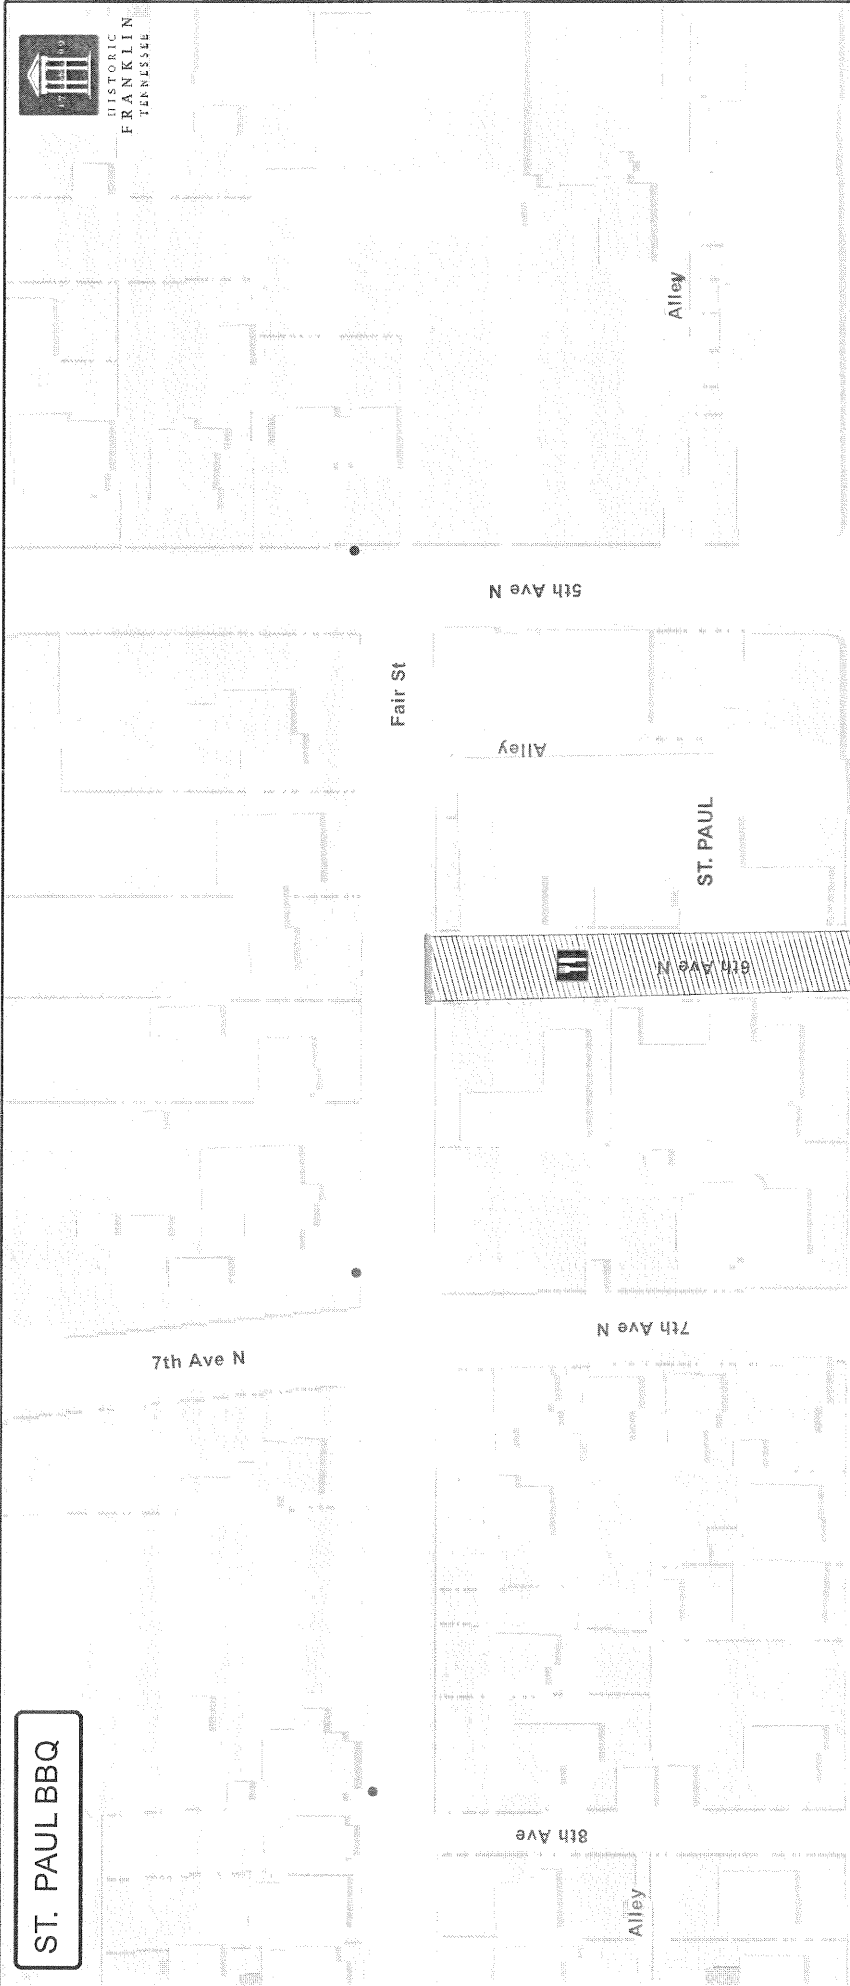 ST. PAUL BBQ
HISTORIC
FRANKLIN
TENNESSEE
7th Ave N
Fair St
Alley
8th Ave
7th Ave N
6th Ave N
ST. PAUL
Alley
5th Ave N
Alley